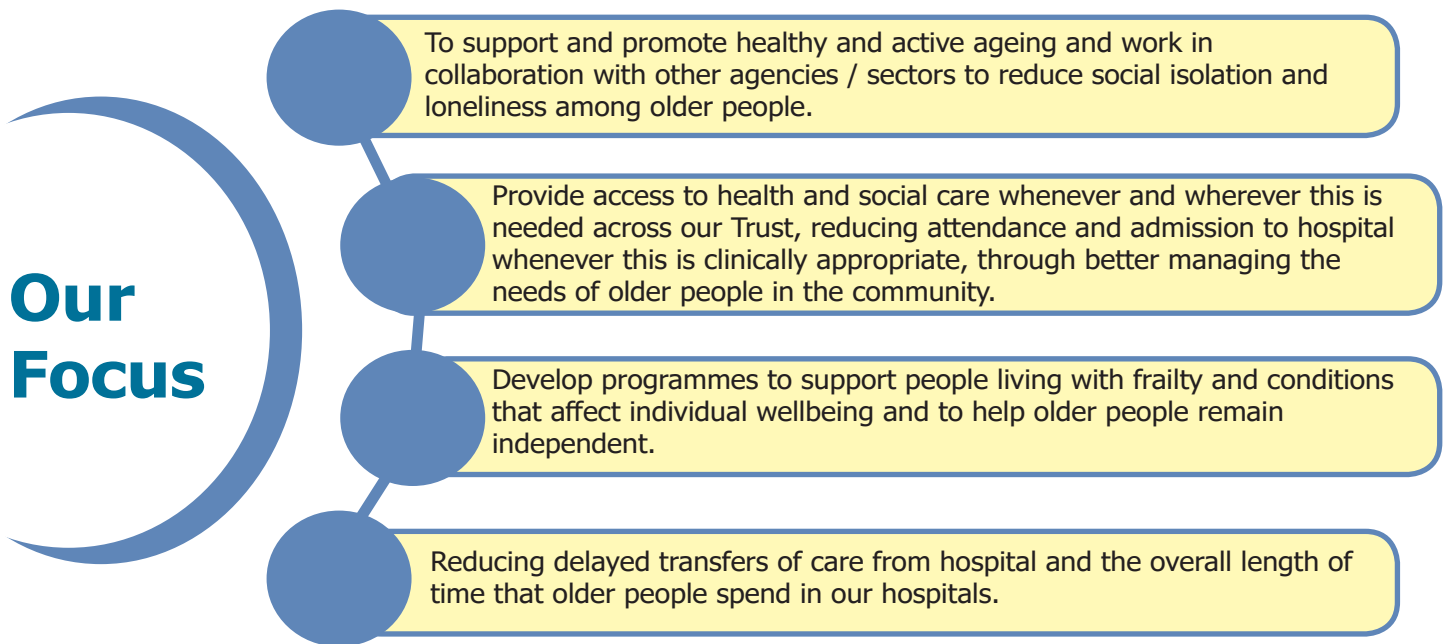 Our
Focus
To support and promote healthy and active ageing and work in
collaboration with other agencies / sectors to reduce social isolation and
loneliness among older people.
Provide access to health and social care whenever and wherever this is
needed across our Trust, reducing attendance and admission to hospital
whenever this is clinically appropriate, through better managing the
needs of older people in the community.
Develop programmes to support people living with frailty and conditions
that affect individual wellbeing and to help older people remain
independent.
Reducing delayed transfers of care from hospital and the overall length of
time that older people spend in our hospitals.